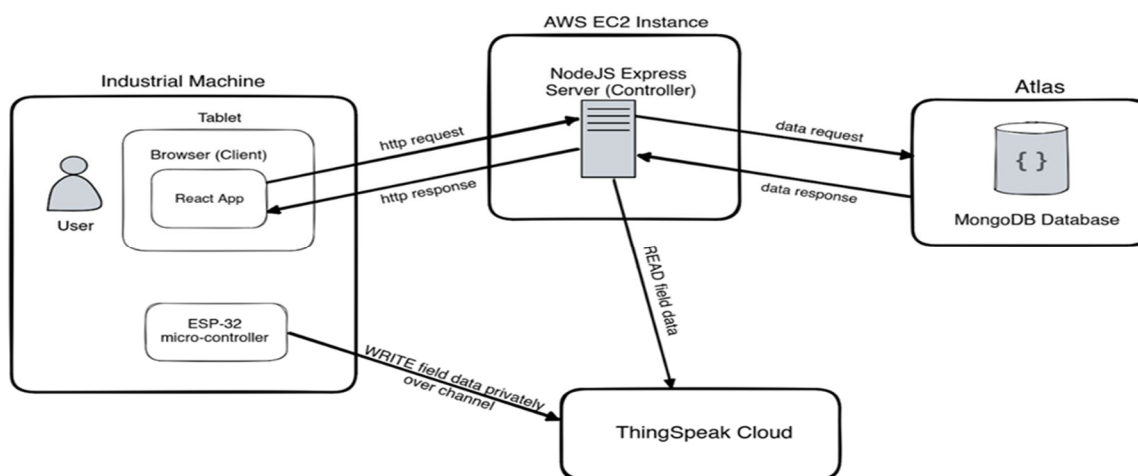 AWS EC2 Instance
Industrial Machine
NodeJS Express
Server (Controller)
Atlas
Tablet
Browser (Client)
React App
User
http request
http response
data request
data response
{ }
MongoDB Database
READ field data
ESP-32
micro-controller
WRITE field data privately
over channel
ThingSpeak Cloud